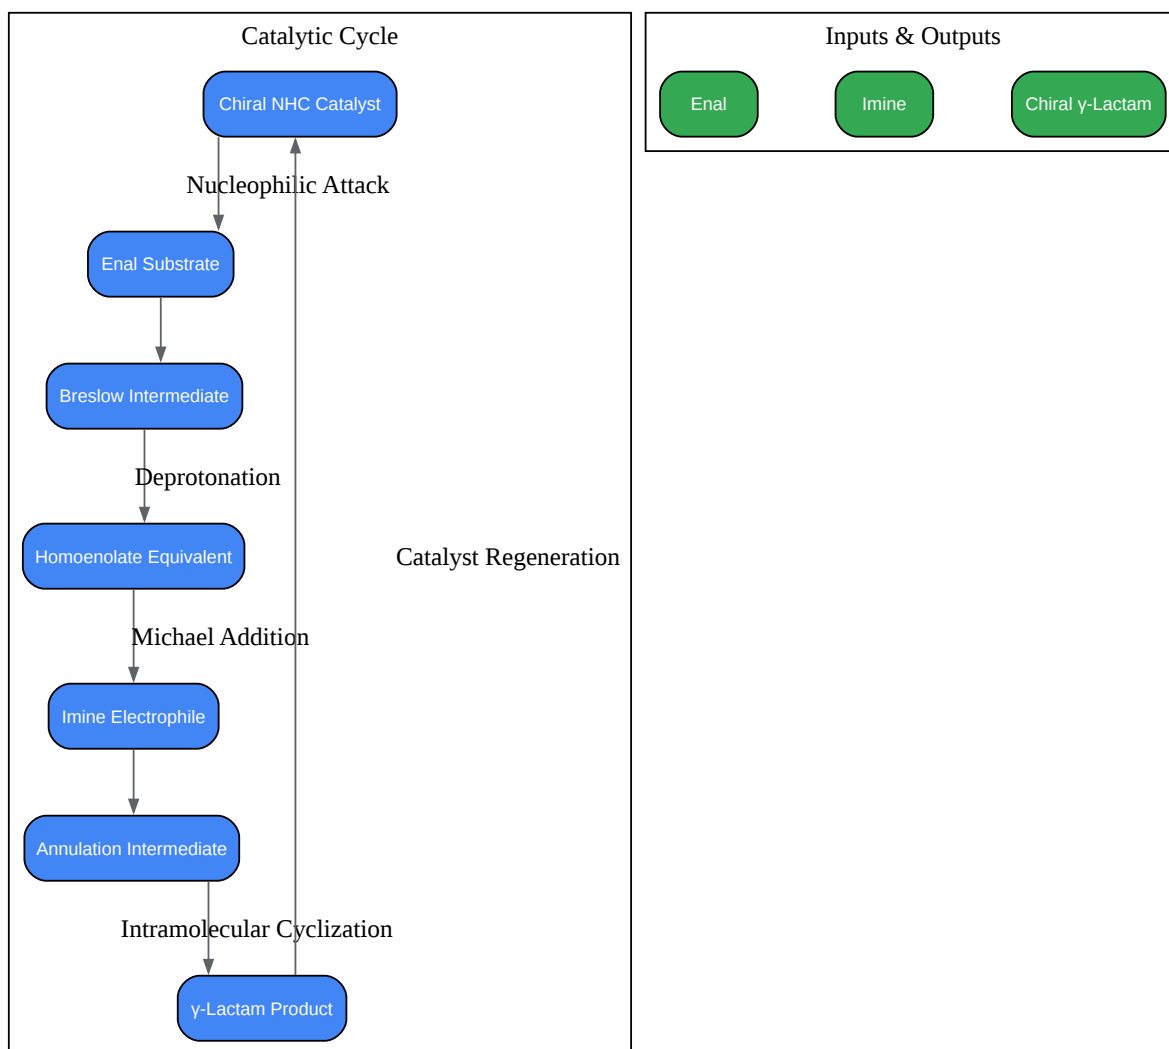 Catalytic Cycle
Chiral NHC Catalyst
Nucleophilic Attack
Enal Substrate
Breslow Intermediate
Deprotonation
Homoenolate Equivalent
Catalyst Regeneration
Michael Addition
Imine Electrophile
Annulation Intermediate
Intramolecular Cyclization
γ-Lactam Product
Inputs & Outputs
Enal
Imine
Chiral γ-Lactam